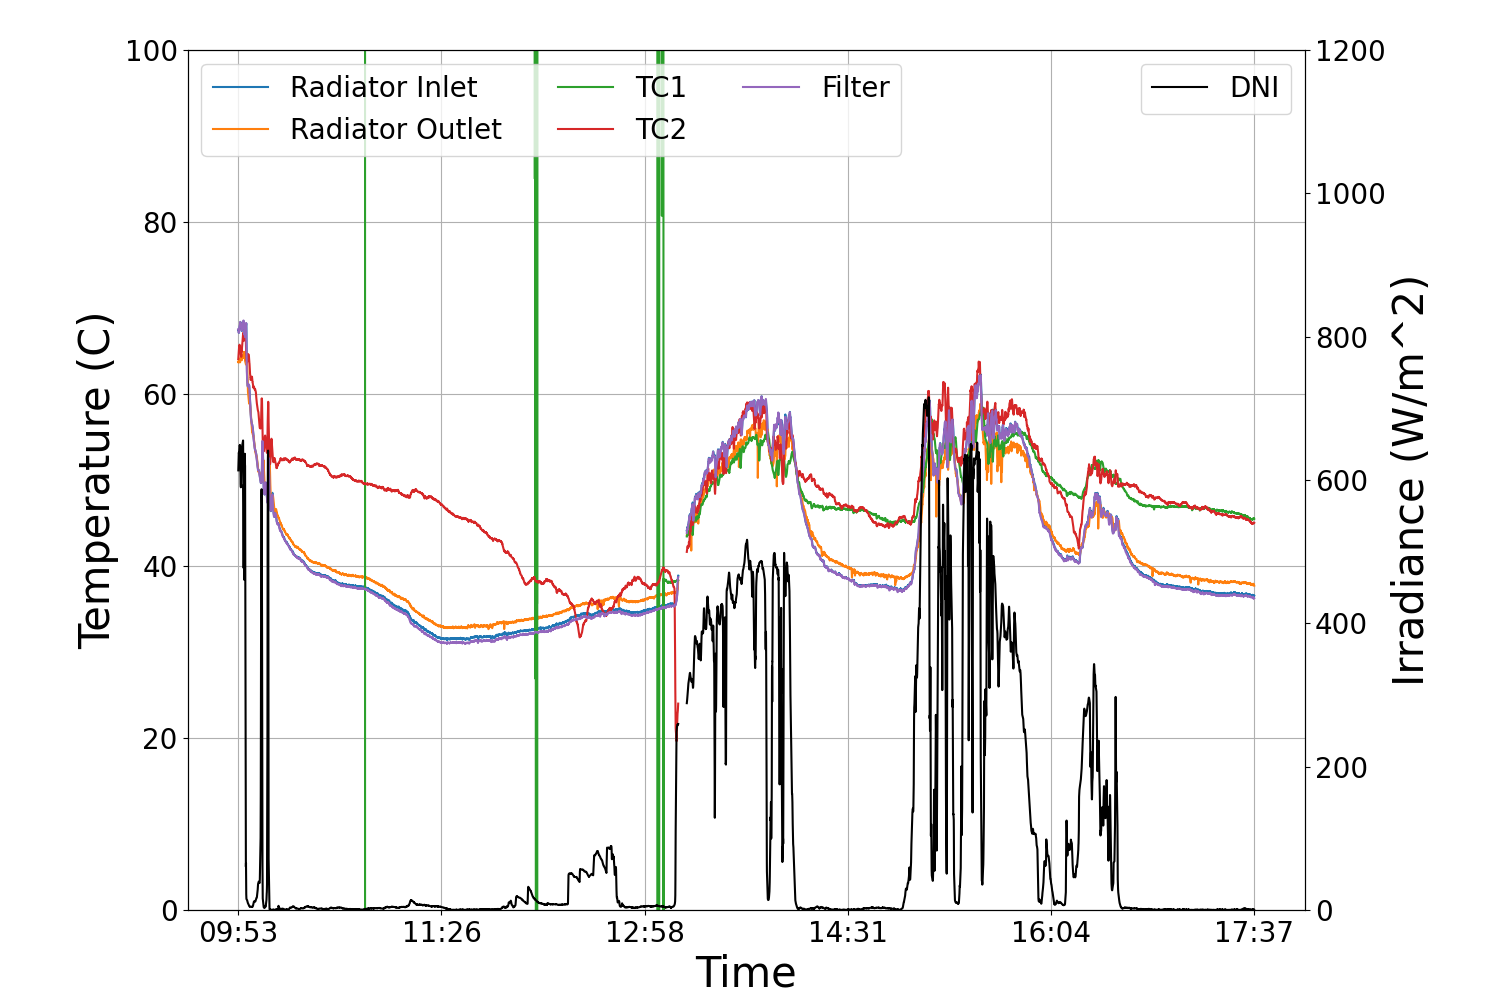 100
80
60
40
20
0
Temperature (C)
Radiator Inlet
Radiator Outlet
TC1
TC2
Filter
DNI
1200
1000
800
600
400
200
0
Irradiance (W/m^2)
09:53 11:26 12:58 14:31 16:04 17:37
Time